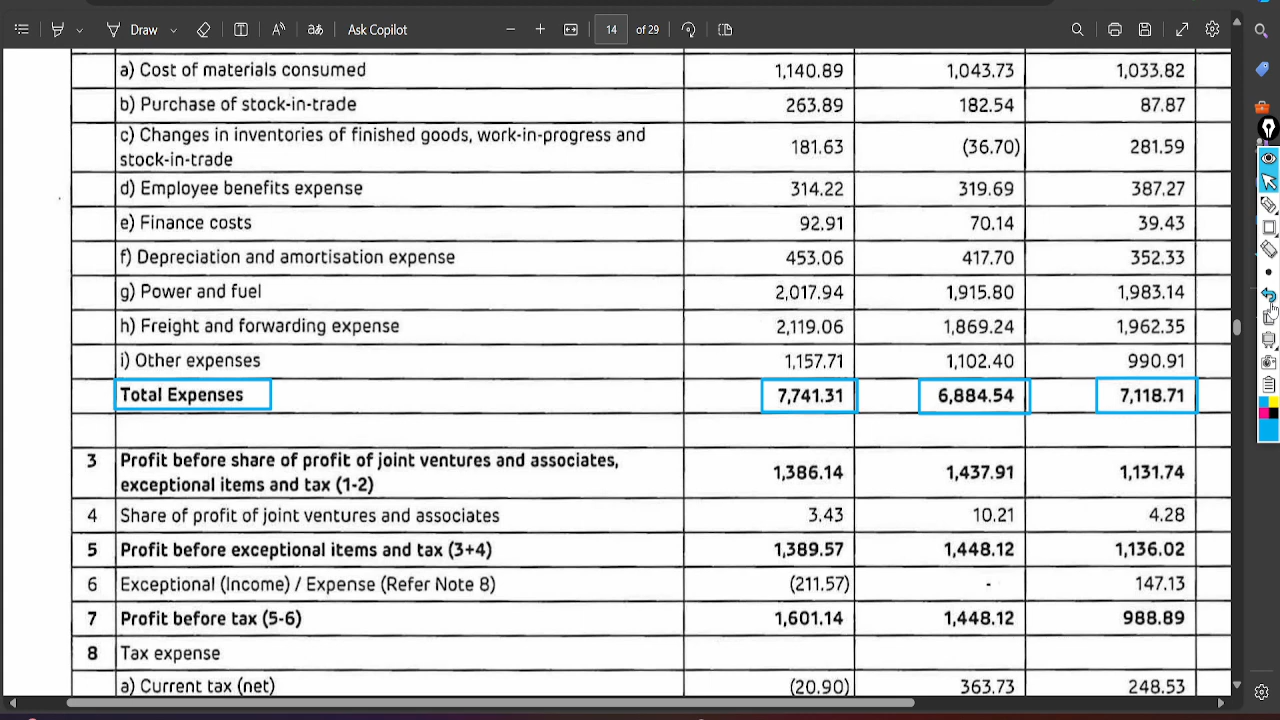 Draw Ask Copilot 14 of 29
a) Cost of materials consumed 1,140.89 1,043.73 1,033.82
b) Purchase of stock-in-trade 263.89 182.54 87.87
c) Changes in inventories of finished goods, work-in-progress and
stock-in-trade 181.63 (36.70) 281.59
d) Employee benefits expense 314.22 319.69 387.27
e) Finance costs 92.91 70.14 39.43
f) Depreciation and amortisation expense 453.06 417.70 352.33
g) Power and fuel 2,017.94 1,915.80 1,983.14
h) Freight and forwarding expense 2,119.06 1,869.24 1,962.35
i) Other expenses 1,157.71 1,102.40 990.91
Total Expenses 7,741.31 6,884.54 7,118.71
3 Profit before share of profit of joint ventures and associates,
exceptional items and tax (1-2) 1,386.14 1,437.91 1,131.74
4 Share of profit of joint ventures and associates 3.43 10.21 4.28
5 Profit before exceptional items and tax (3+4) 1,389.57 1,448.12 1,136.02
6 Exceptional (Income) / Expense (Refer Note 8) (211.57) - 147.13
7 Profit before tax (5-6) 1,601.14 1,448.12 988.89
8 Tax expense
a) Current tax (net) (20.90) 363.73 248.53